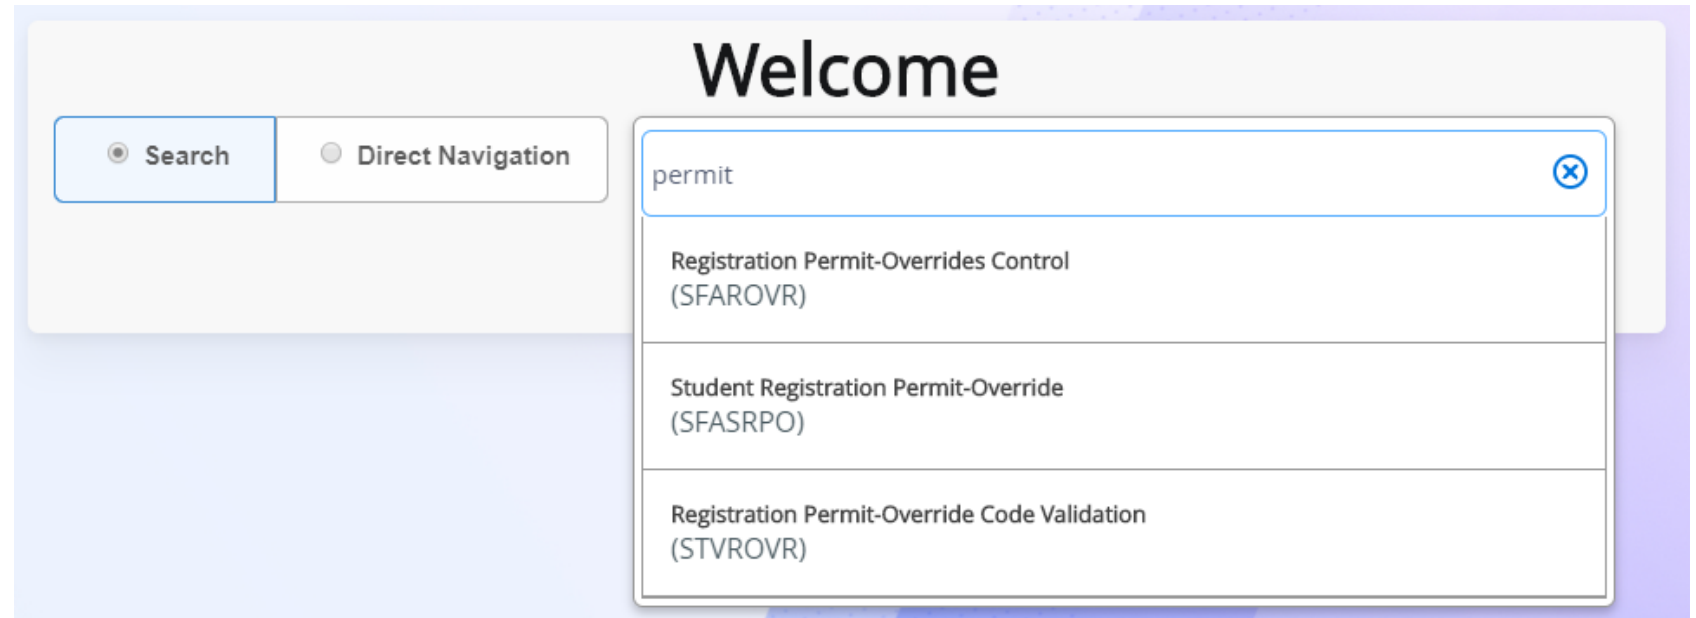 Welcome
Search
Direct Navigation
permit
Registration Permit-Overrides Control
(SFAROVR)
Student Registration Permit-Override
(SFASRPO)
Registration Permit-Override Code Validation
(STVROVR)